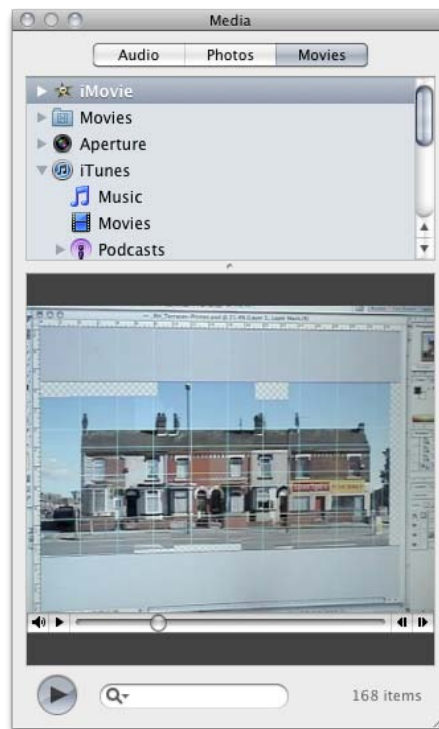 Media
Audio Photos Movies
iMovie
Movies
Aperture
iTunes
Music
Movies
Podcasts
168 items